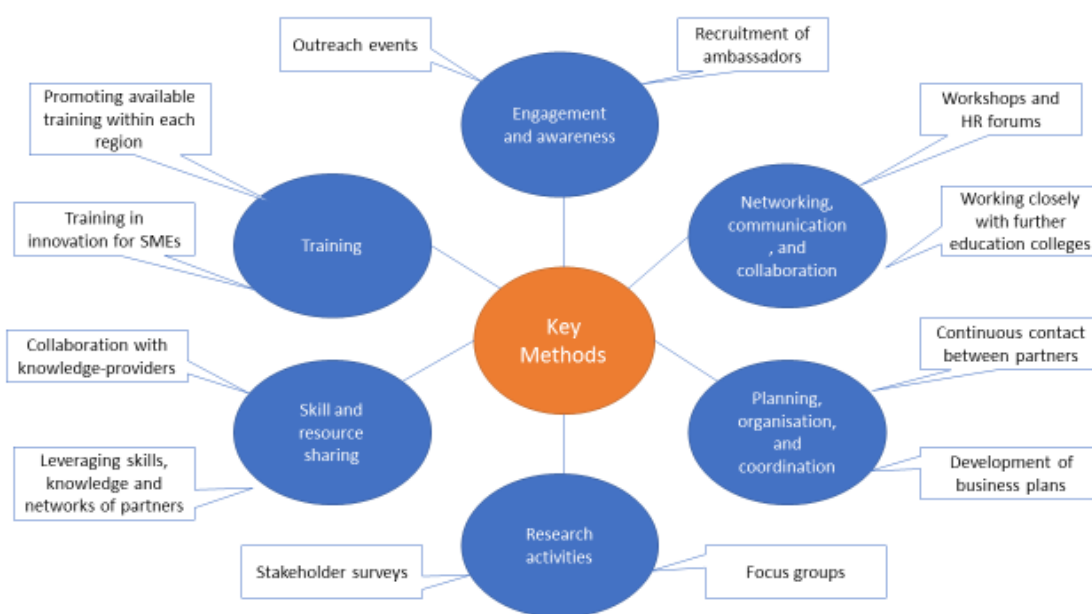 Outreach events
Recruitment of
ambassadors
Engagement
and awareness
Promoting available
training within each
region
Workshops and
HR forums
Training in
innovation for SMEs
Training
Networking,
communication
, and
collaboration
Working closely
with further
education colleges
Key
Methods
Collaboration with
knowledge-providers
Continuous contact
between partners
Skill and
resource
sharing
Planning,
organisation,
and
coordination
Leveraging skills,
knowledge and
networks of partners
Development of
business plans
Research
activities
Stakeholder surveys
Focus groups